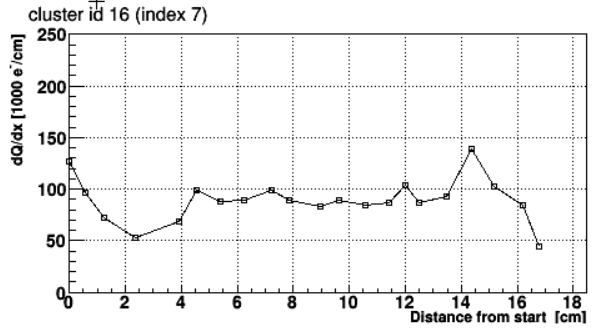 cluster id 16 (index 7)
dQ/dx [1000 e⁻/cm]
250
200
150
100
50
0
0 2 4 6 8 10 12 14 16 18
Distance from start [cm]